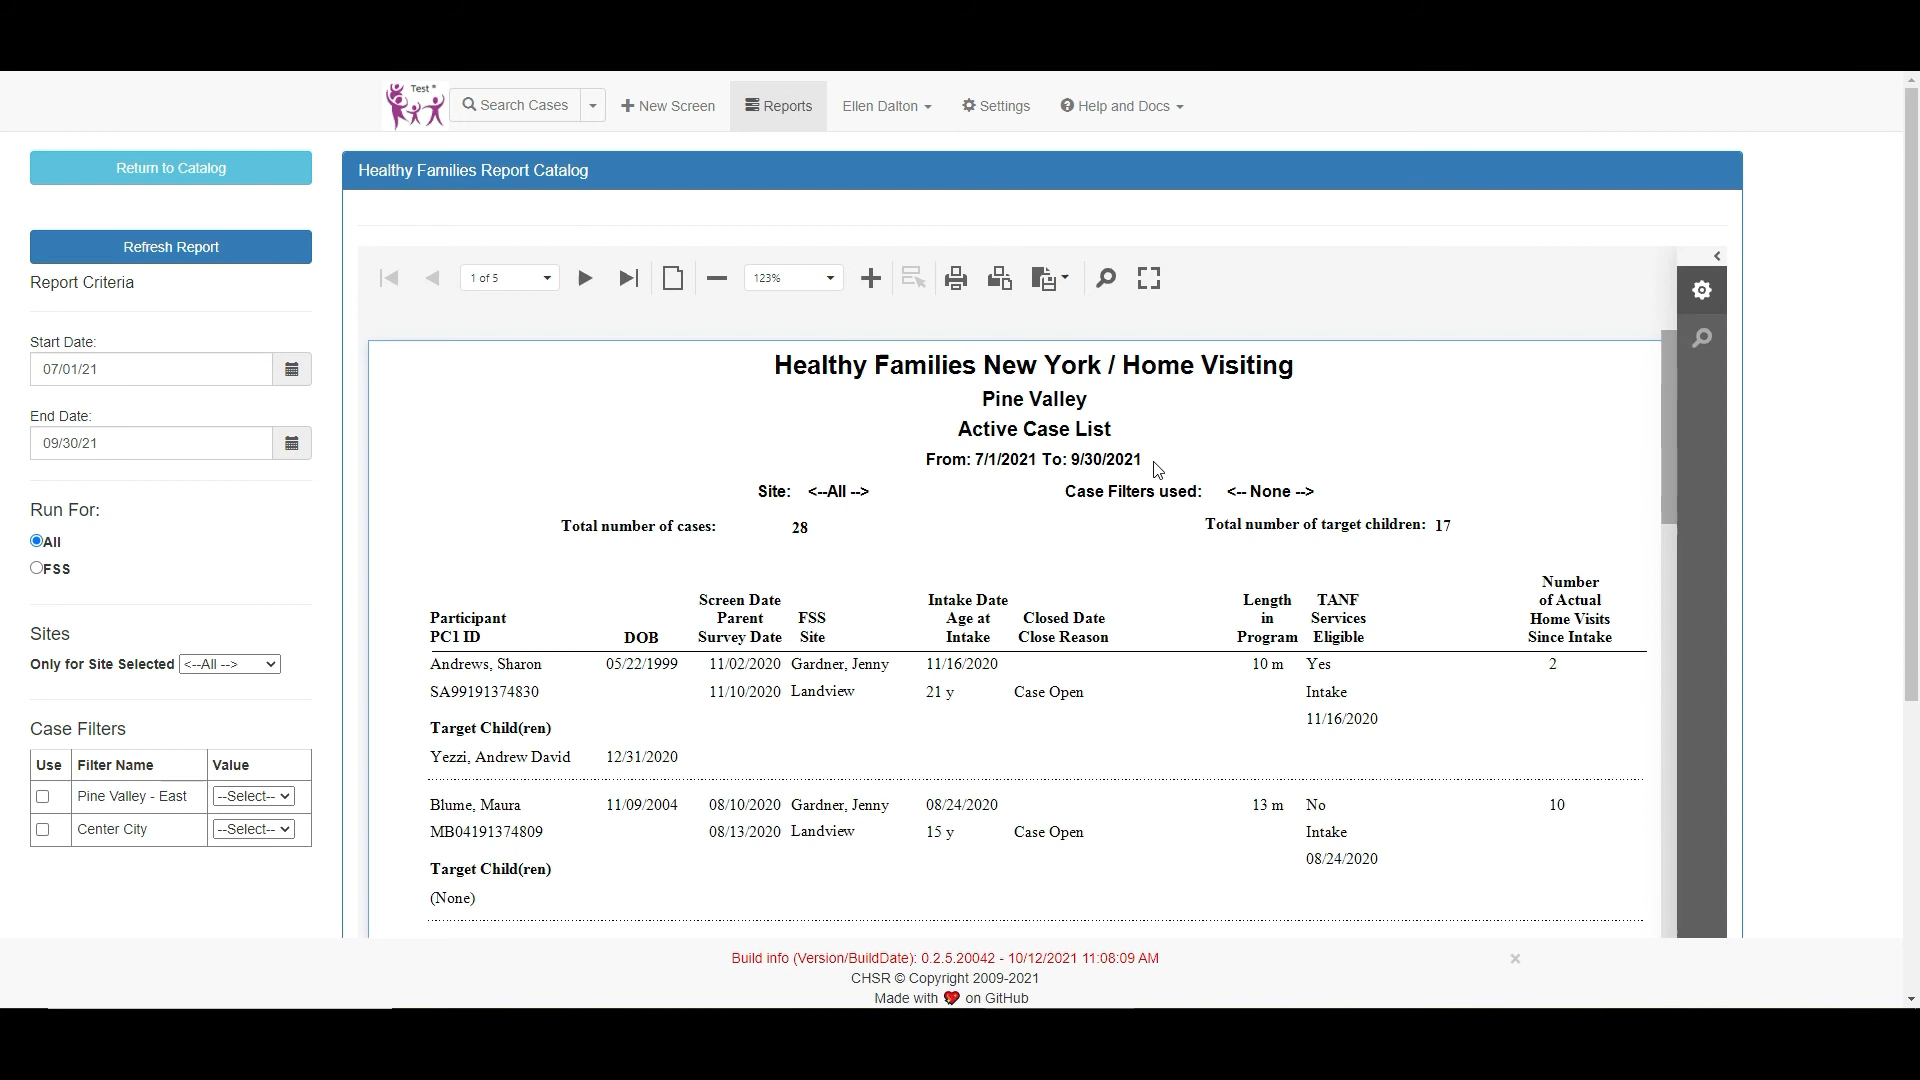 Test *
Search Cases
New Screen
Reports
Ellen Dalton
Settings
Help and Docs
Return to Catalog
Refresh Report
Report Criteria
Start Date:
07/01/21
End Date:
09/30/21
Run For:
All
FSS
Sites
Only for Site Selected <--All -->
Case Filters
Use Filter Name Value
Pine Valley - East --Select--
Center City --Select--
Healthy Families Report Catalog
1 of 5
123%
Healthy Families New York / Home Visiting
Pine Valley
Active Case List
From: 7/1/2021 To: 9/30/2021
Site: <--All --> Case Filters used: <-- None -->
Total number of cases: 28 Total number of target children: 17
Number
Screen Date Intake Date Length TANF of Actual
Participant Parent FSS Age at Closed Date in Services Home Visits
PC1 ID DOB Survey Date Site Intake Close Reason Program Eligible Since Intake
Andrews, Sharon 05/22/1999 11/02/2020 Gardner, Jenny 11/16/2020 10 m Yes 2
SA99191374830 11/10/2020 Landview 21 y Case Open Intake
11/16/2020
Target Child(ren)
Yezzi, Andrew David 12/31/2020
Blume, Maura 11/09/2004 08/10/2020 Gardner, Jenny 08/24/2020 13 m No 10
MB04191374809 08/13/2020 Landview 15 y Case Open Intake
08/24/2020
Target Child(ren)
(None)
Build info (Version/BuildDate): 0.2.5.20042 - 10/12/2021 11:08:09 AM
CHSR © Copyright 2009-2021
Made with ❤ on GitHub